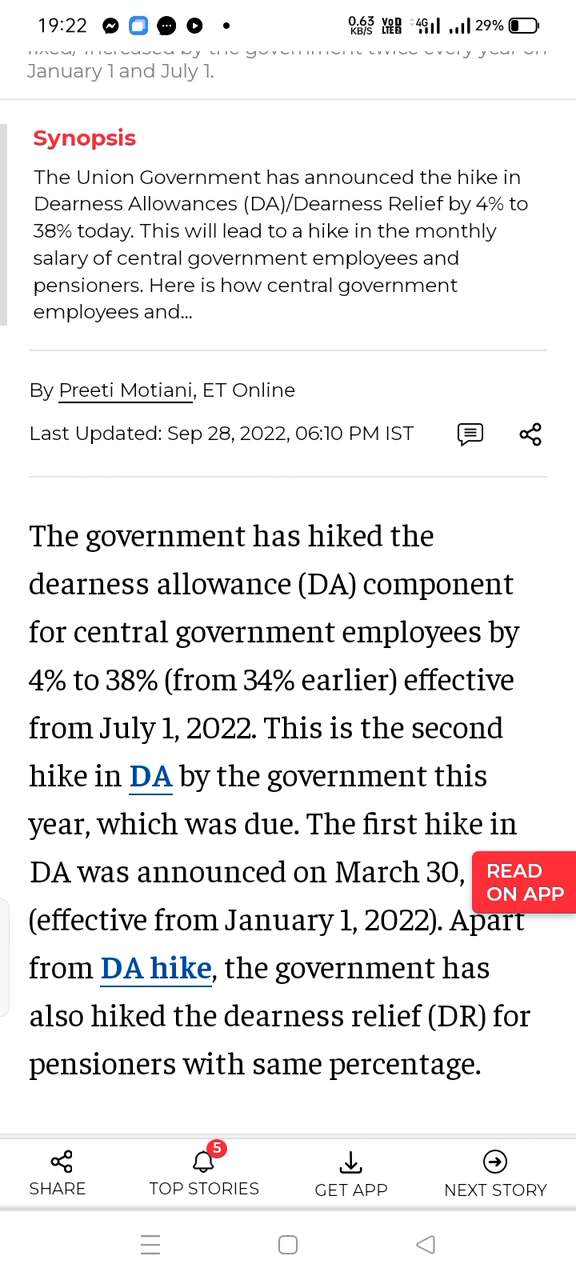 19:22
0.63 KB/S VoD LTE 4G 29%
January 1 and July 1.
Synopsis
The Union Government has announced the hike in
Dearness Allowances (DA)/Dearness Relief by 4% to
38% today. This will lead to a hike in the monthly
salary of central government employees and
pensioners. Here is how central government
employees and...
By Preeti Motiani, ET Online
Last Updated: Sep 28, 2022, 06:10 PM IST
The government has hiked the
dearness allowance (DA) component
for central government employees by
4% to 38% (from 34% earlier) effective
from July 1, 2022. This is the second
hike in DA by the government this
year, which was due. The first hike in
DA was announced on March 30,
READ
ON APP
(effective from January 1, 2022). Apart
from DA hike, the government has
also hiked the dearness relief (DR) for
pensioners with same percentage.
5
SHARE
TOP STORIES
GET APP
NEXT STORY